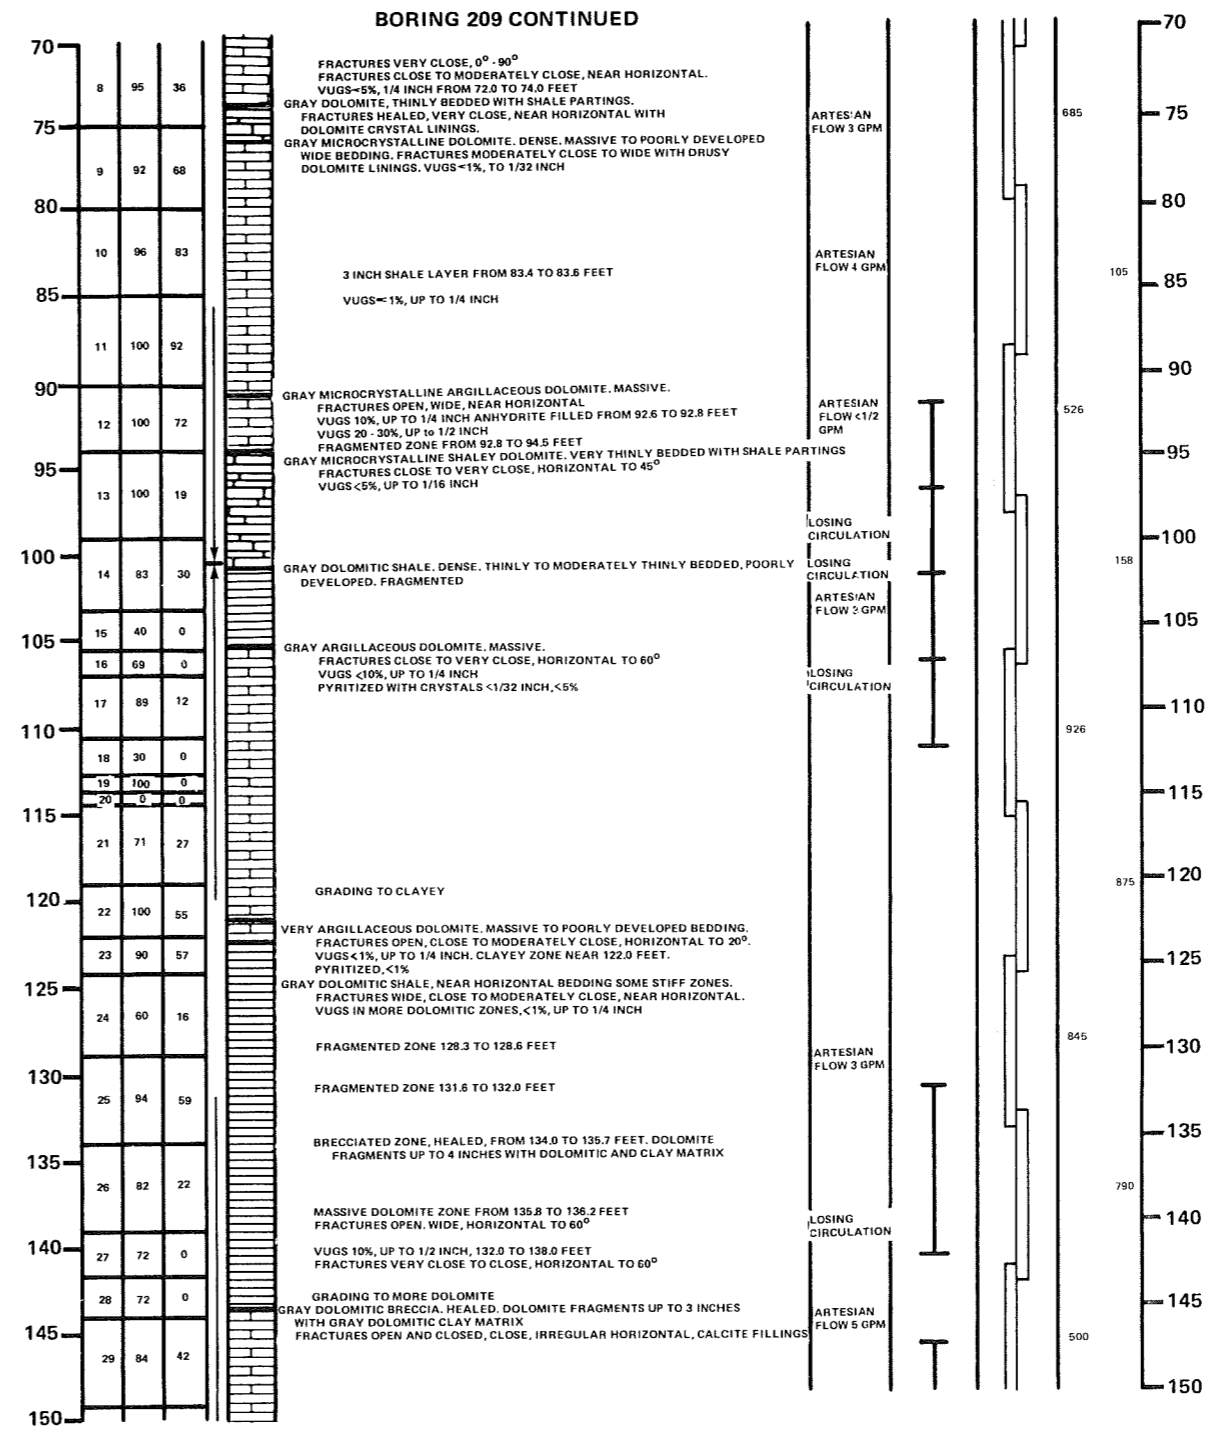 BORING 209 CONTINUED
70
70
FRACTURES VERY CLOSE, 0° - 90°
FRACTURES CLOSE TO MODERATELY CLOSE, NEAR HORIZONTAL.
8 95 36
VUGS<5%, 1/4 INCH FROM 72.0 TO 74.0 FEET
GRAY DOLOMITE, THINLY BEDDED WITH SHALE PARTINGS.
FRACTURES HEALED, VERY CLOSE, NEAR HORIZONTAL WITH
DOLOMITE CRYSTAL LININGS.
ARTESIAN
FLOW 3 GPM
685
75
75
GRAY MICROCRYSTALLINE DOLOMITE. DENSE. MASSIVE TO POORLY DEVELOPED
WIDE BEDDING. FRACTURES MODERATELY CLOSE TO WIDE WITH DRUSY
DOLOMITE LININGS. VUGS<1%, TO 1/32 INCH
9 92 68
80
80
10 96 83
ARTESIAN
FLOW 4 GPM
3 INCH SHALE LAYER FROM 83.4 TO 83.6 FEET
105
85
85
VUGS<1%, UP TO 1/4 INCH
11 100 92
90
90
GRAY MICROCRYSTALLINE ARGILLACEOUS DOLOMITE. MASSIVE.
FRACTURES OPEN, WIDE, NEAR HORIZONTAL
VUGS 10%, UP TO 1/4 INCH ANHYDRITE FILLED FROM 92.6 TO 92.8 FEET
VUGS 20 - 30%, UP to 1/2 INCH
FRAGMENTED ZONE FROM 92.8 TO 94.5 FEET
12 100 72
ARTESIAN
FLOW <1/2
GPM
526
GRAY MICROCRYSTALLINE SHALEY DOLOMITE. VERY THINLY BEDDED WITH SHALE PARTINGS
FRACTURES CLOSE TO VERY CLOSE, HORIZONTAL TO 45°
VUGS<5%, UP TO 1/16 INCH
95
95
13 100 19
LOSING
CIRCULATION
100
100
158
GRAY DOLOMITIC SHALE. DENSE. THINLY TO MODERATELY THINLY BEDDED, POORLY
DEVELOPED. FRAGMENTED
14 83 30
LOSING
CIRCULATION
ARTESIAN
FLOW 3 GPM
15 40 0
105
105
GRAY ARGILLACEOUS DOLOMITE. MASSIVE.
FRACTURES CLOSE TO VERY CLOSE, HORIZONTAL TO 60°
VUGS <10%, UP TO 1/4 INCH
PYRITIZED WITH CRYSTALS <1/32 INCH,<5%
16 69 0
LOSING
CIRCULATION
17 89 12
110
110
926
18 30 0
19 100 0
20 0 0
115
115
21 71 27
120
120
875
GRADING TO CLAYEY
22 100 55
VERY ARGILLACEOUS DOLOMITE. MASSIVE TO POORLY DEVELOPED BEDDING.
FRACTURES OPEN, CLOSE TO MODERATELY CLOSE, HORIZONTAL TO 20°.
VUGS<1%, UP TO 1/4 INCH. CLAYEY ZONE NEAR 122.0 FEET.
PYRITIZED,<1%
23 90 57
GRAY DOLOMITIC SHALE, NEAR HORIZONTAL BEDDING SOME STIFF ZONES.
FRACTURES WIDE, CLOSE TO MODERATELY CLOSE, NEAR HORIZONTAL.
VUGS IN MORE DOLOMITIC ZONES,<1%, UP TO 1/4 INCH
125
125
24 60 16
FRAGMENTED ZONE 128.3 TO 128.6 FEET
ARTESIAN
FLOW 3 GPM
845
130
130
FRAGMENTED ZONE 131.6 TO 132.0 FEET
25 94 59
BRECCIATED ZONE, HEALED, FROM 134.0 TO 135.7 FEET. DOLOMITE
FRAGMENTS UP TO 4 INCHES WITH DOLOMITIC AND CLAY MATRIX
135
135
26 82 22
790
MASSIVE DOLOMITE ZONE FROM 135.8 TO 136.2 FEET
FRACTURES OPEN. WIDE, HORIZONTAL TO 60°
LOSING
CIRCULATION
140
140
VUGS 10%, UP TO 1/2 INCH, 132.0 TO 138.0 FEET
FRACTURES VERY CLOSE TO CLOSE, HORIZONTAL TO 60°
27 72 0
28 72 0
GRADING TO MORE DOLOMITE
GRAY DOLOMITIC BRECCIA. HEALED. DOLOMITE FRAGMENTS UP TO 3 INCHES
WITH GRAY DOLOMITIC CLAY MATRIX
FRACTURES OPEN AND CLOSED, CLOSE, IRREGULAR HORIZONTAL, CALCITE FILLINGS
ARTESIAN
FLOW 5 GPM
500
145
145
29 84 42
150
150